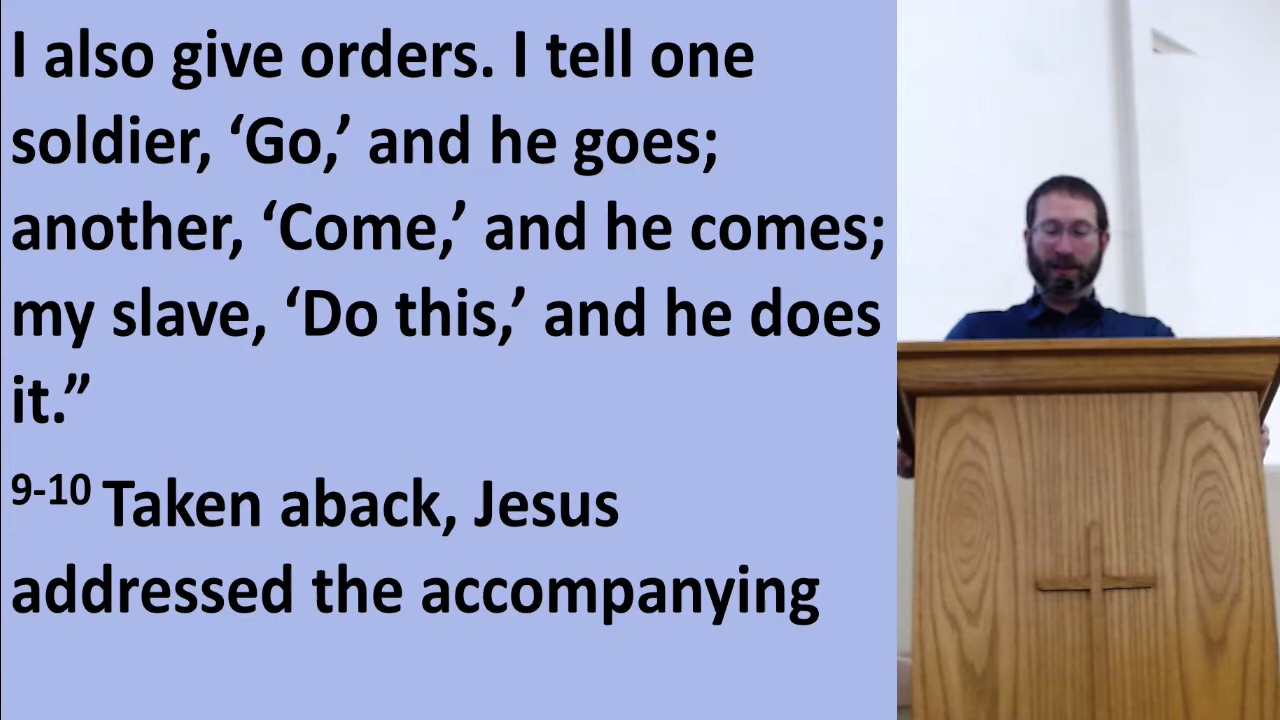 I also give orders. I tell one
soldier, ‘Go,’ and he goes;
another, ‘Come,’ and he comes;
my slave, ‘Do this,’ and he does
it.”
9-10 Taken aback, Jesus
addressed the accompanying